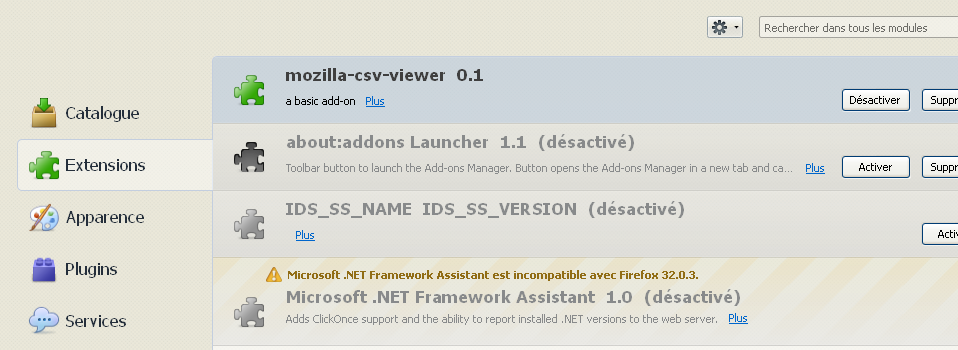 Rechercher dans tous les modules
Catalogue
Extensions
Apparence
Plugins
Services
mozilla-csv-viewer 0.1
a basic add-on Plus
Désactiver
Suppr
about:addons Launcher 1.1 (désactivé)
Toolbar button to launch the Add-ons Manager. Button opens the Add-ons Manager in a new tab and ca... Plus
Activer
Suppr
IDS_SS_NAME IDS_SS_VERSION (désactivé)
Plus
Activ
Microsoft .NET Framework Assistant est incompatible avec Firefox 32.0.3.
Microsoft .NET Framework Assistant 1.0 (désactivé)
Adds ClickOnce support and the ability to report installed .NET versions to the web server. Plus